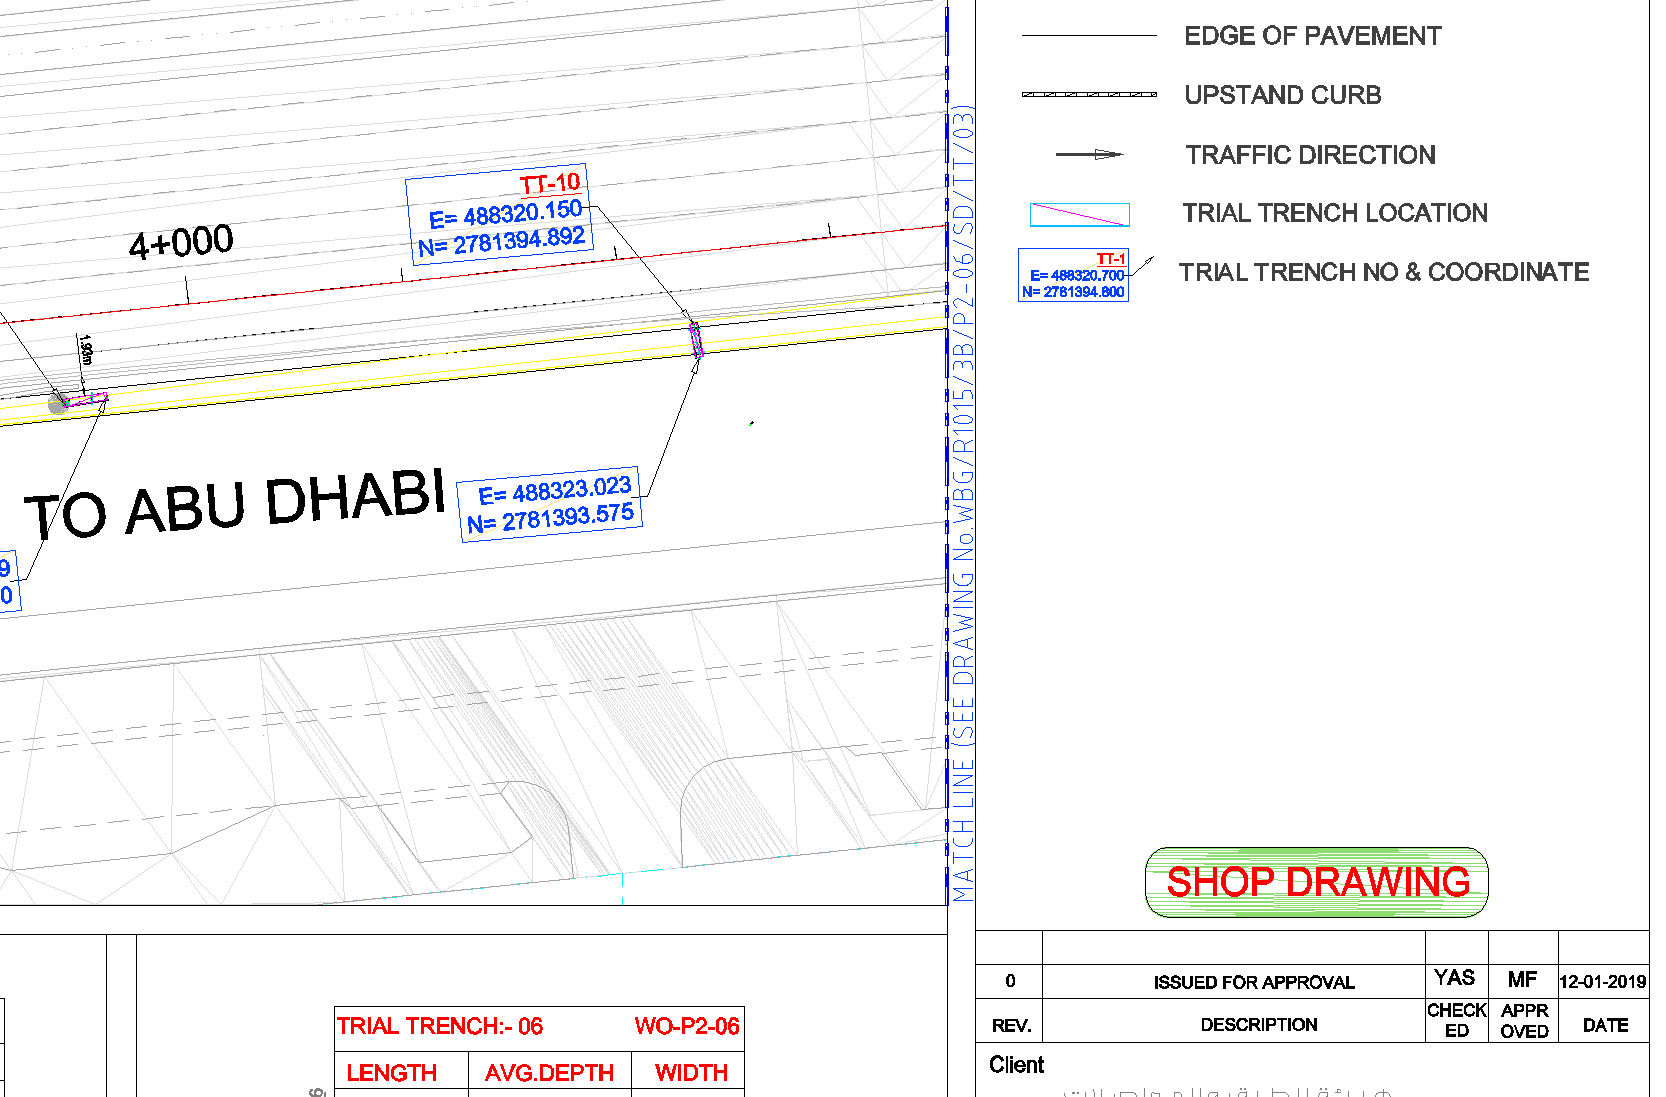 EDGE OF PAVEMENT
UPSTAND CURB
TRAFFIC DIRECTION
TRIAL TRENCH LOCATION
TT-1
E= 488320.700
N= 2781394.800
TRIAL TRENCH NO & COORDINATE
TT-10
E= 488320.150
N= 2781394.892
4+000
1.93m
TO ABU DHABI
E= 488323.023
N= 2781393.575
9
0
MATCH LINE (SEE DRAWING No.WBG/R1015/3B/P2-06/SD/TT/03)
SHOP DRAWING
0 ISSUED FOR APPROVAL YAS MF 12-01-2019
REV. DESCRIPTION CHECKED APPROVED DATE
Client
TRIAL TRENCH:- 06 WO-P2-06
LENGTH AVG.DEPTH WIDTH